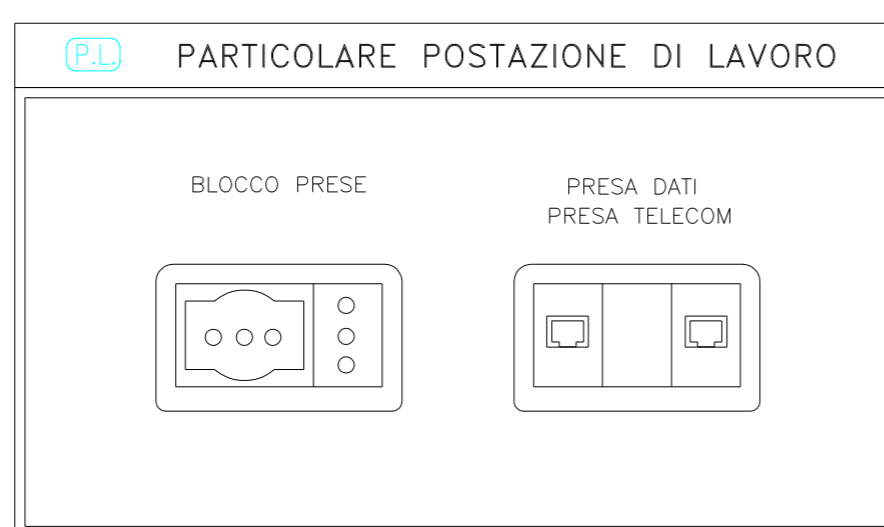 P.L. PARTICOLARE POSTAZIONE DI LAVORO
BLOCCO PRESE
PRESA DATI
PRESA TELECOM